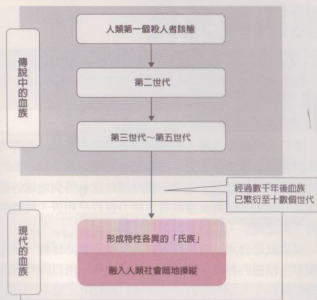 人類第一個殺人者該隱
傳說中的血族
第二世代
第三世代～第五世代
經過數千年後血族
已繁衍至十數個世代
現代的血族
形成特性各異的「氏族」
融入人類社會暗地操縱